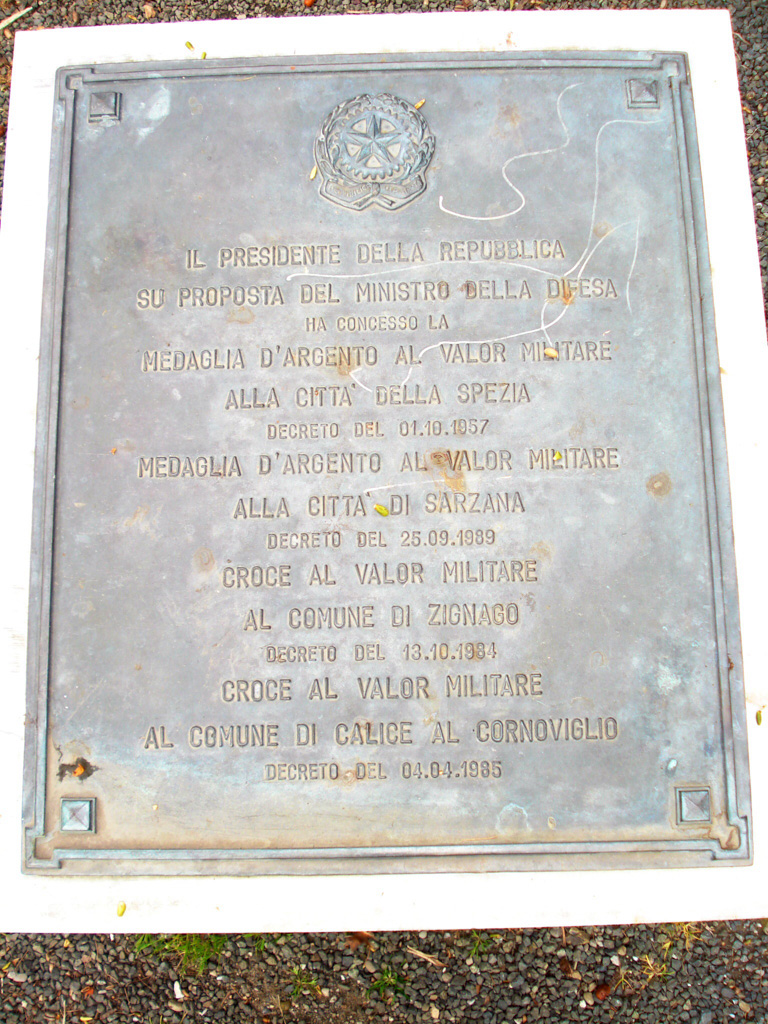 IL PRESIDENTE DELLA REPUBBLICA
SU PROPOSTA DEL MINISTRO DELLA DIFESA
HA CONCESSO LA
MEDAGLIA D'ARGENTO AL VALOR MILITARE
ALLA CITTA' DELLA SPEZIA
DECRETO DEL 01.10.1957
MEDAGLIA D'ARGENTO AL VALOR MILITARE
ALLA CITTA' DI SARZANA
DECRETO DEL 25.09.1989
CROCE AL VALOR MILITARE
AL COMUNE DI ZIGNAGO
DECRETO DEL 13.10.1984
CROCE AL VALOR MILITARE
AL COMUNE DI CALICE AL CORNOVIGLIO
DECRETO DEL 04.04.1985